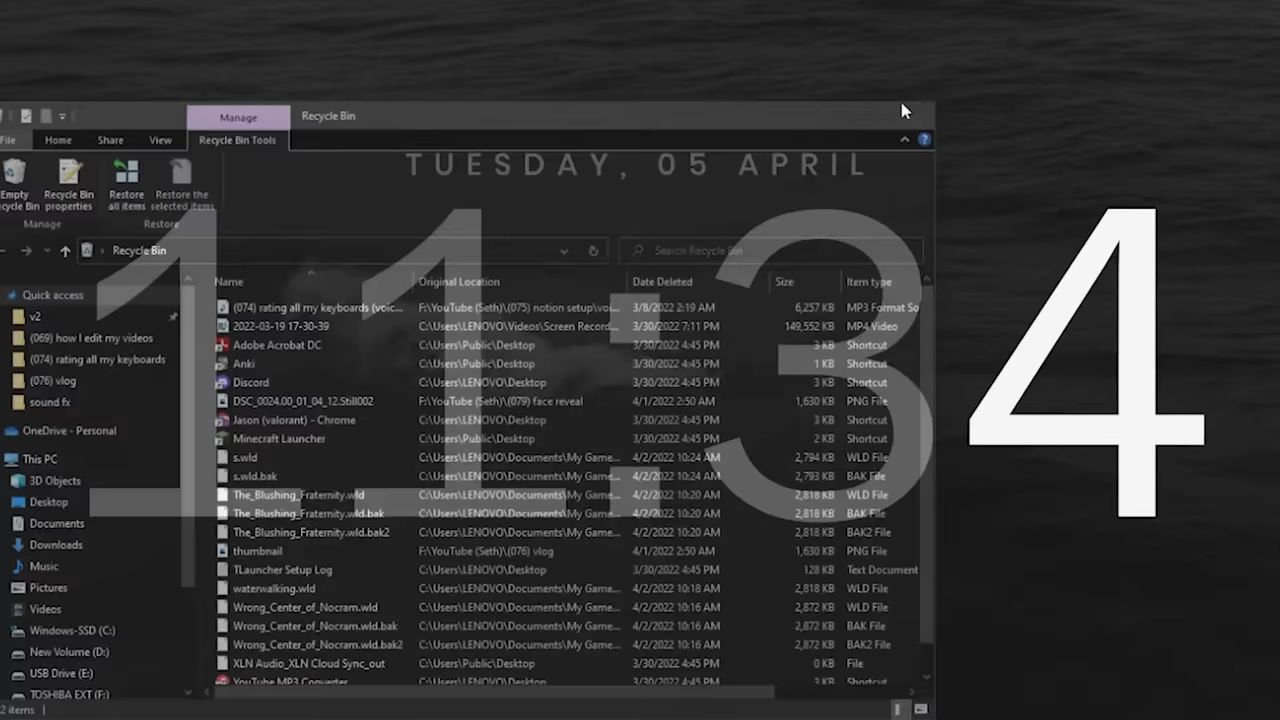 Manage Recycle Bin
File Home Share View Recycle Bin Tools
TUESDAY, 05 APRIL
Empty Recycle Bin Restore Restore the
cycle Bin properties all items selected items
Manage Restore
11:34
Recycle Bin Search Recycle Bin
Name Original Location Date Deleted Size Item type
Quick access
v2
(069) how I edit my videos
(074) rating all my keyboards
(076) vlog
sound fx
OneDrive - Personal
This PC
3D Objects
Desktop
Documents
Downloads
Music
Pictures
Videos
Windows-SSD (C:)
New Volume (D:)
USB Drive (E:)
TOSHIBA EXT (F:)
(074) rating all my keyboards (voic... F:\YouTube (Seth)\(075) notion setup\voi... 3/8/2022 2:19 AM 6,257 KB MP3 Format So
2022-03-19 17-30-39 C:\Users\LENOVO\Videos\Screen Record... 3/30/2022 7:11 PM 149,552 KB MP4 Video
Adobe Acrobat DC C:\Users\Public\Desktop 3/30/2022 4:45 PM 3 KB Shortcut
Anki C:\Users\Public\Desktop 3/30/2022 4:45 PM 1 KB Shortcut
Discord C:\Users\LENOVO\Desktop 3/30/2022 4:45 PM 3 KB Shortcut
DSC_0024.00_01_04_12.Still002 F:\YouTube (Seth)\(079) face reveal 4/1/2022 2:50 AM 1,630 KB PNG File
Jason (valorant) - Chrome C:\Users\LENOVO\Desktop 3/30/2022 4:45 PM 3 KB Shortcut
Minecraft Launcher C:\Users\Public\Desktop 3/30/2022 4:45 PM 2 KB Shortcut
s.wld C:\Users\LENOVO\Documents\My Game... 4/2/2022 10:24 AM 2,794 KB WLD File
s.wld.bak C:\Users\LENOVO\Documents\My Game... 4/2/2022 10:24 AM 2,793 KB BAK File
The_Blushing_Fraternity.wld C:\Users\LENOVO\Documents\My Game... 4/2/2022 10:20 AM 2,818 KB WLD File
The_Blushing_Fraternity.wld.bak C:\Users\LENOVO\Documents\My Game... 4/2/2022 10:20 AM 2,818 KB BAK File
The_Blushing_Fraternity.wld.bak2 C:\Users\LENOVO\Documents\My Game... 4/2/2022 10:20 AM 2,818 KB BAK2 File
thumbnail F:\YouTube (Seth)\(076) vlog 4/1/2022 2:50 AM 1,630 KB PNG File
TLauncher Setup Log C:\Users\LENOVO\Desktop 3/30/2022 4:45 PM 128 KB Text Document
waterwalking.wld C:\Users\LENOVO\Documents\My Game... 4/2/2022 10:18 AM 2,818 KB WLD File
Wrong_Center_of_Nocram.wld C:\Users\LENOVO\Documents\My Game... 4/2/2022 10:16 AM 2,872 KB WLD File
Wrong_Center_of_Nocram.wld.bak C:\Users\LENOVO\Documents\My Game... 4/2/2022 10:16 AM 2,872 KB BAK File
Wrong_Center_of_Nocram.wld.bak2 C:\Users\LENOVO\Documents\My Game... 4/2/2022 10:16 AM 2,872 KB BAK2 File
XLN Audio_XLN Cloud Sync_out C:\Users\Public\Desktop 3/30/2022 4:45 PM 0 KB File
YouTube MP3 Converter C:\Users\LENOVO\Desktop 3/30/2022 4:45 PM 3 KB Shortcut
2 items